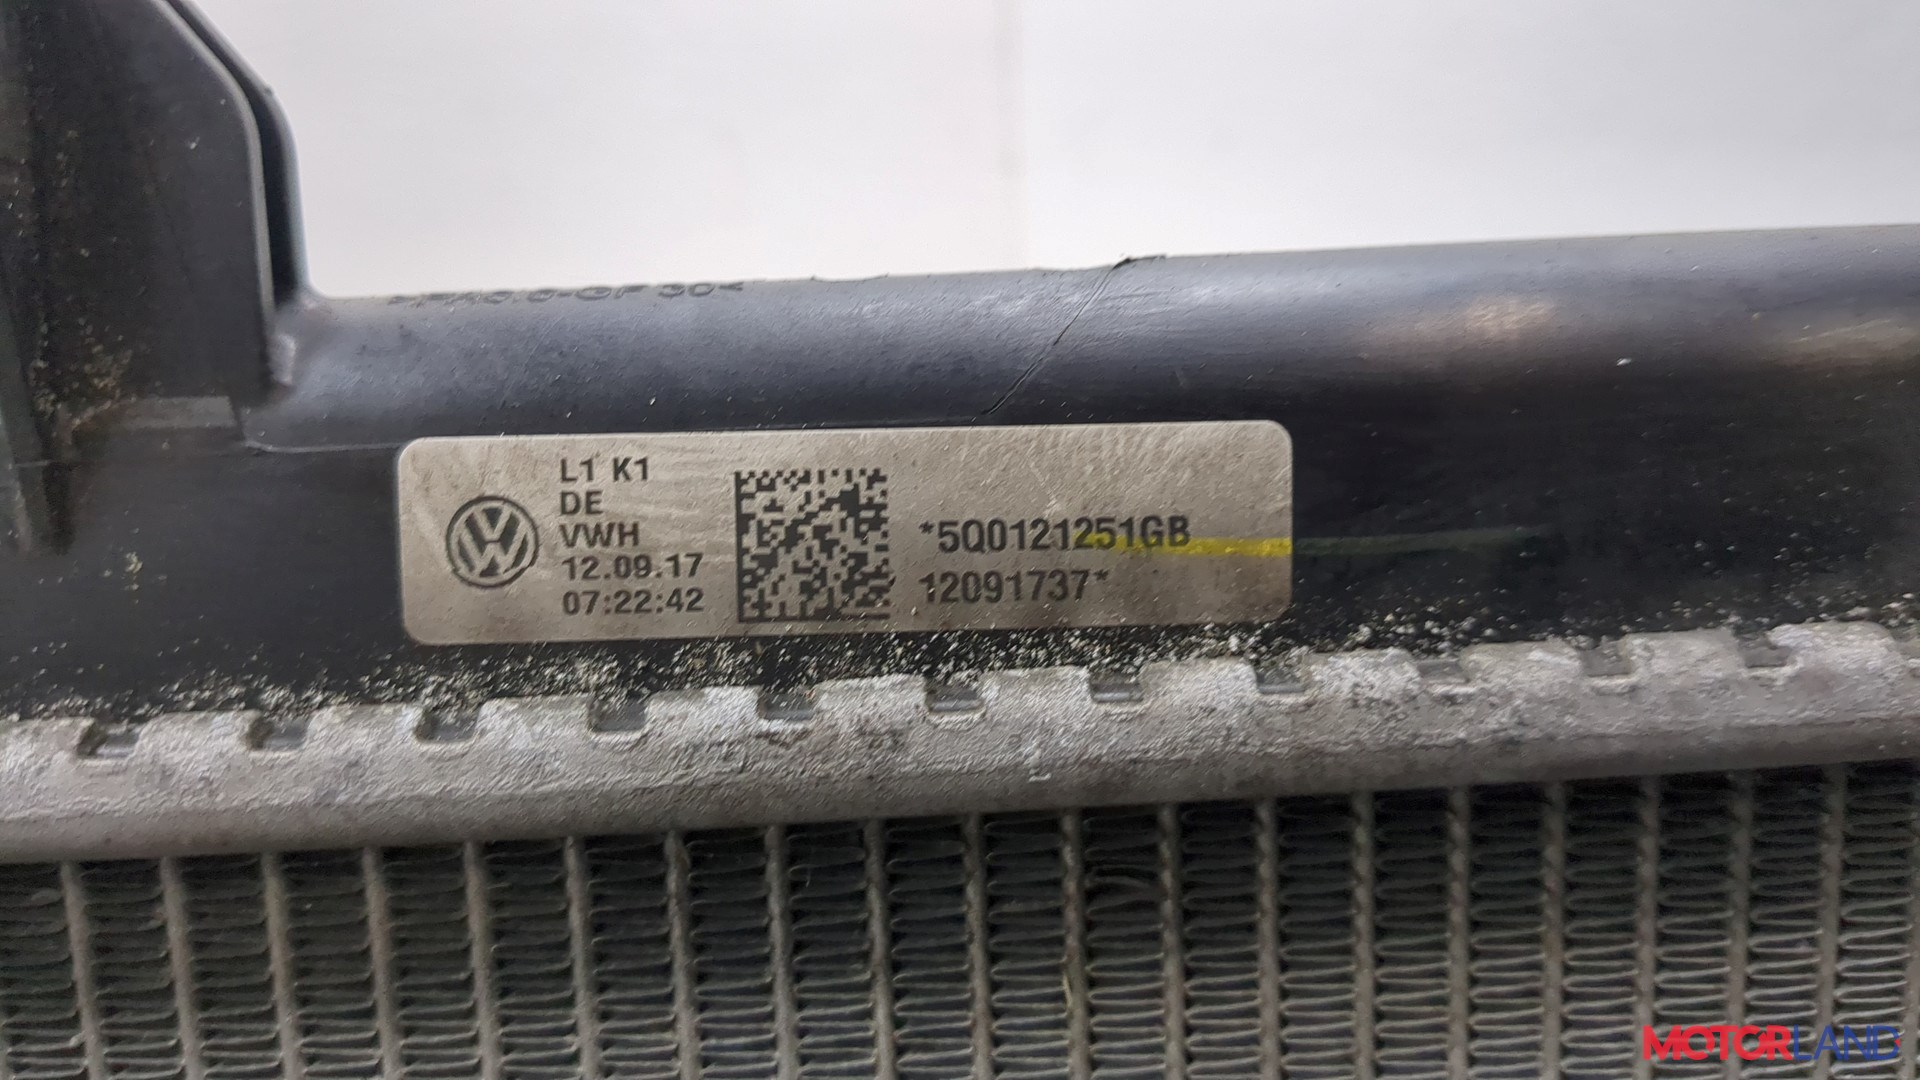 L1 K1
DE
VWH
12.09.17
07:22:42
*5Q0121251GB
12091737*
MOTORLAND